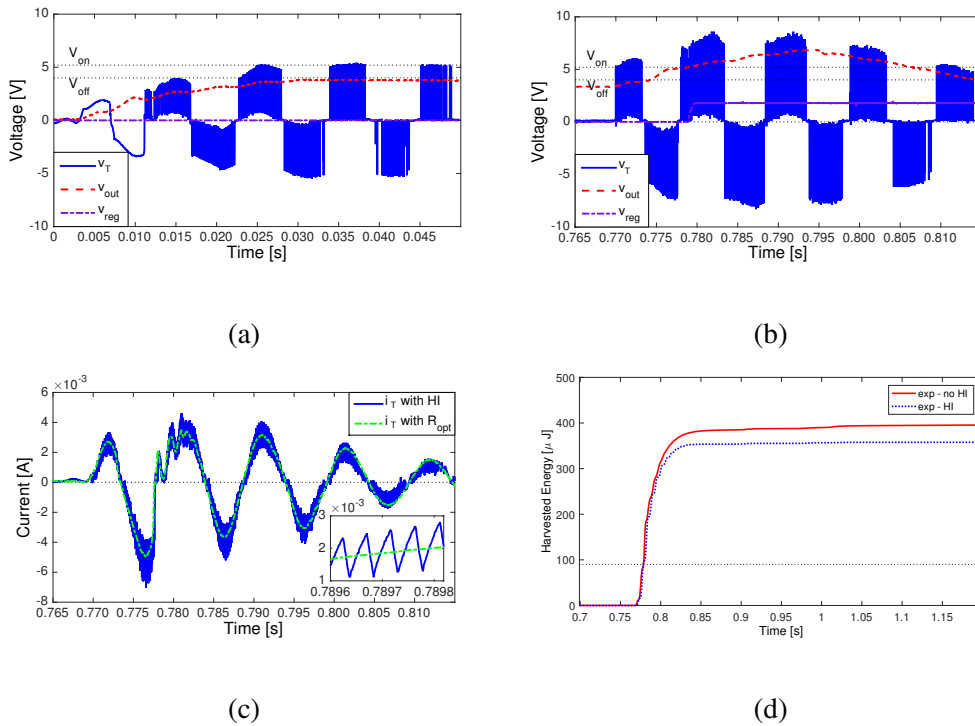 10
5
0
-5
-10
Voltage [V]
V_on
V_off
v_T
v_out
v_reg
0 0.005 0.010 0.015 0.020 0.025 0.030 0.035 0.040 0.045
Time [s]
(a)
10
5
0
-5
-10
Voltage [V]
V_on
V_off
v_T
v_out
v_reg
0.765 0.770 0.775 0.780 0.785 0.790 0.795 0.800 0.805 0.810
Time [s]
(b)
×10^-3
6
4
2
0
-2
-4
-6
-8
Current [A]
i_T with HI
i_T with R_opt
×10^-3
3
2
1
0.7896 0.7897 0.7898
0.765 0.770 0.775 0.780 0.785 0.790 0.795 0.800 0.805 0.810
Time [s]
(c)
500
400
300
200
100
0
Harvested Energy [μ J]
exp - no HI
exp - HI
0.7 0.75 0.8 0.85 0.9 0.95 1 1.05 1.1 1.15
Time [s]
(d)